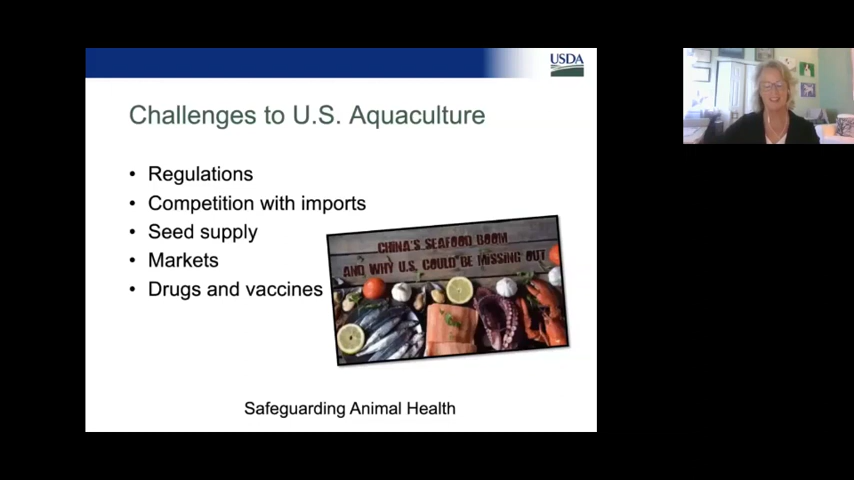 USDA
Challenges to U.S. Aquaculture
• Regulations
• Competition with imports
• Seed supply
• Markets
• Drugs and vaccines
CHINA'S SEAFOOD BOOM
AND WHY U.S. COULD BE MISSING OUT
Safeguarding Animal Health